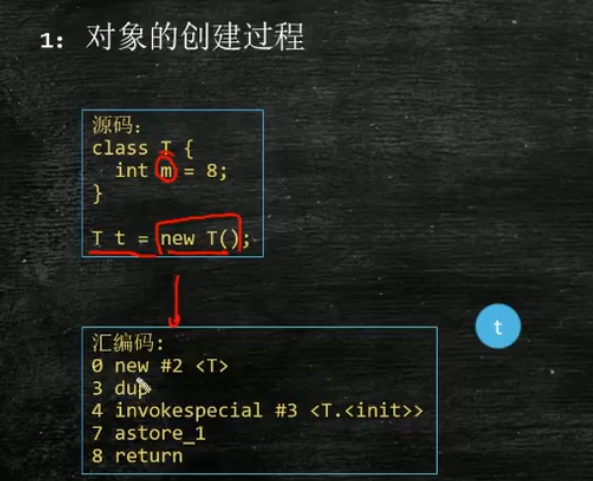 1: 对象的创建过程
源码:
class T {
int m = 8;
}
T t = new T();
t
汇编码:
0 new #2 <T>
3 dup
4 invokespecial #3 <T.<init>>
7 astore_1
8 return